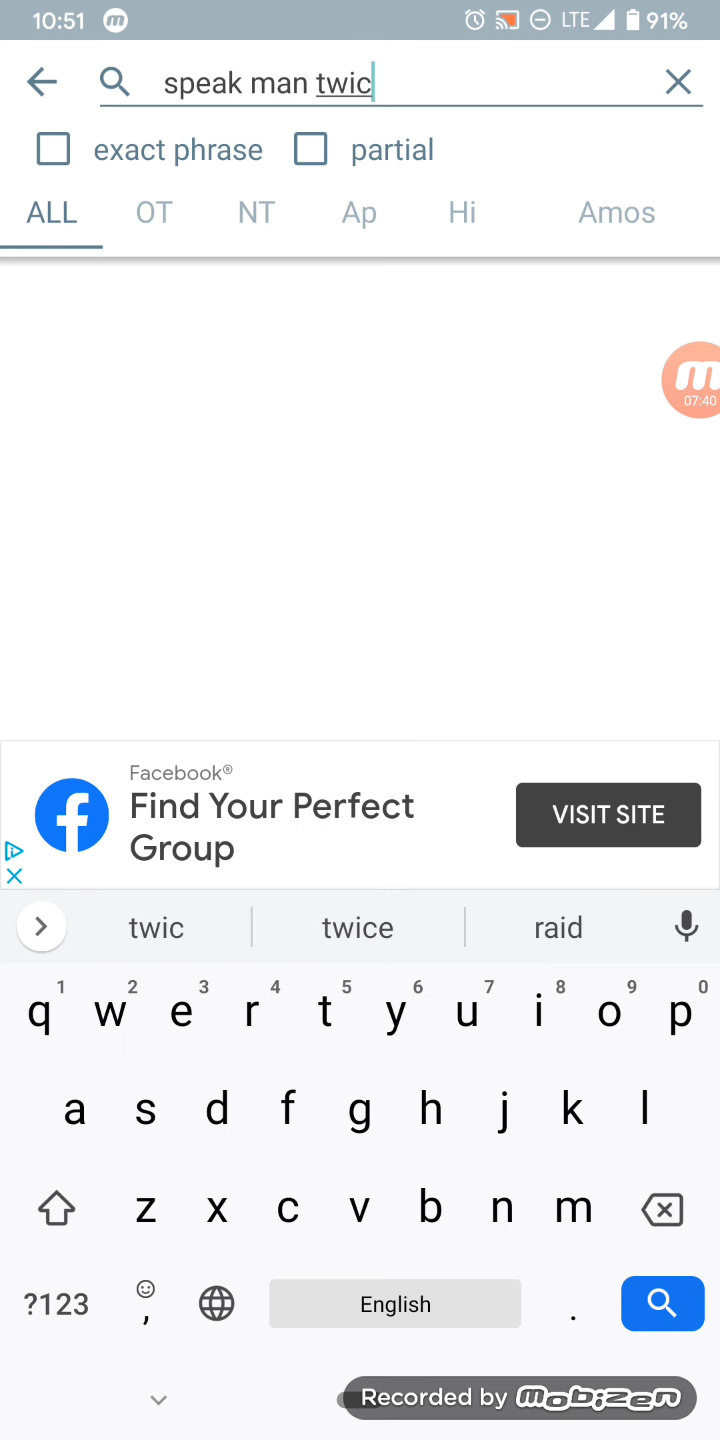 10:51 m LTE 91%
speak man twic
exact phrase partial
ALL OT NT Ap Hi Amos
m
07:40
Facebook®
Find Your Perfect
Group
VISIT SITE
twic twice raid
1 2 3 4 5 6 7 8 9 0
q w e r t y u i o p
a s d f g h j k l
z x c v b n m
?123 , English .
Recorded by mobizen